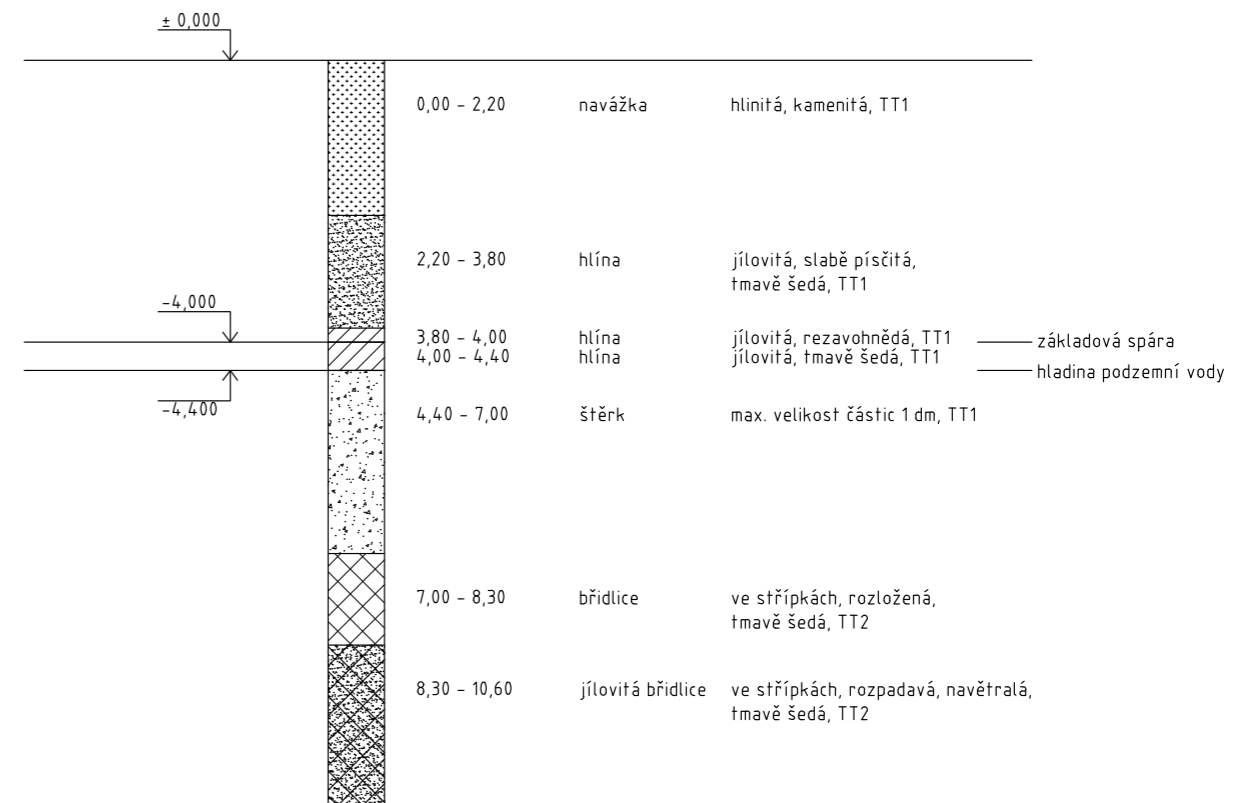 ± 0,000
0,00 – 2,20 navážka hlinitá, kamenitá, TT1
2,20 – 3,80 hlína jílovitá, slabě písčitá,
tmavě šedá, TT1
-4,000
3,80 – 4,00 hlína jílovitá, rezavohnědá, TT1 základová spára
4,00 – 4,40 hlína jílovitá, tmavě šedá, TT1
hladina podzemní vody
-4,400
4,40 – 7,00 štěrk max. velikost částic 1 dm, TT1
7,00 – 8,30 břidlice ve střípkách, rozložená,
tmavě šedá, TT2
8,30 – 10,60 jílovitá břidlice ve střípkách, rozpadavá, navětralá,
tmavě šedá, TT2